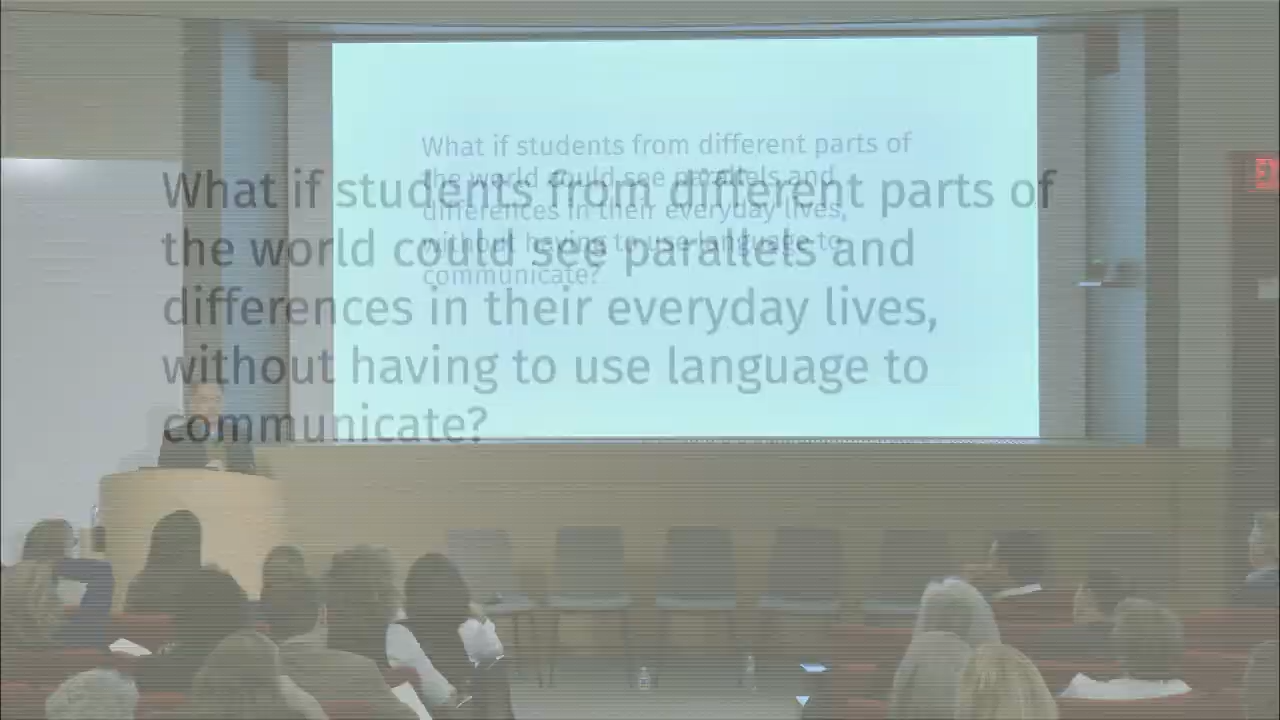 What if students from different parts of
the world could see parallels and
differences in their everyday lives,
without having to use language to
communicate?
What if students from different parts of
the world could see parallels and
differences in their everyday lives,
without having to use language to
communicate?